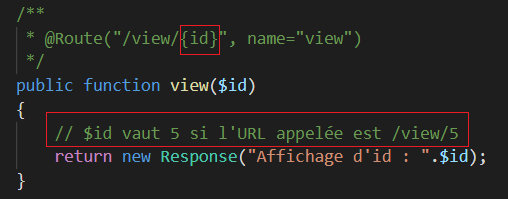 /**
* @Route("/view/{id}", name="view")
*/
public function view($id)
{
// $id vaut 5 si l'URL appelée est /view/5
return new Response("Affichage d'id : ".$id);
}